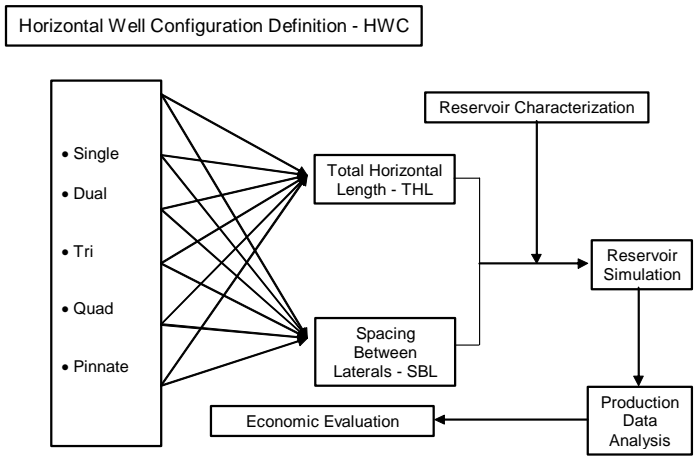 Horizontal Well Configuration Definition - HWC
Reservoir Characterization
• Single
• Dual
• Tri
• Quad
• Pinnate
Total Horizontal
Length - THL
Spacing
Between
Laterals - SBL
Reservoir
Simulation
Production
Data
Analysis
Economic Evaluation